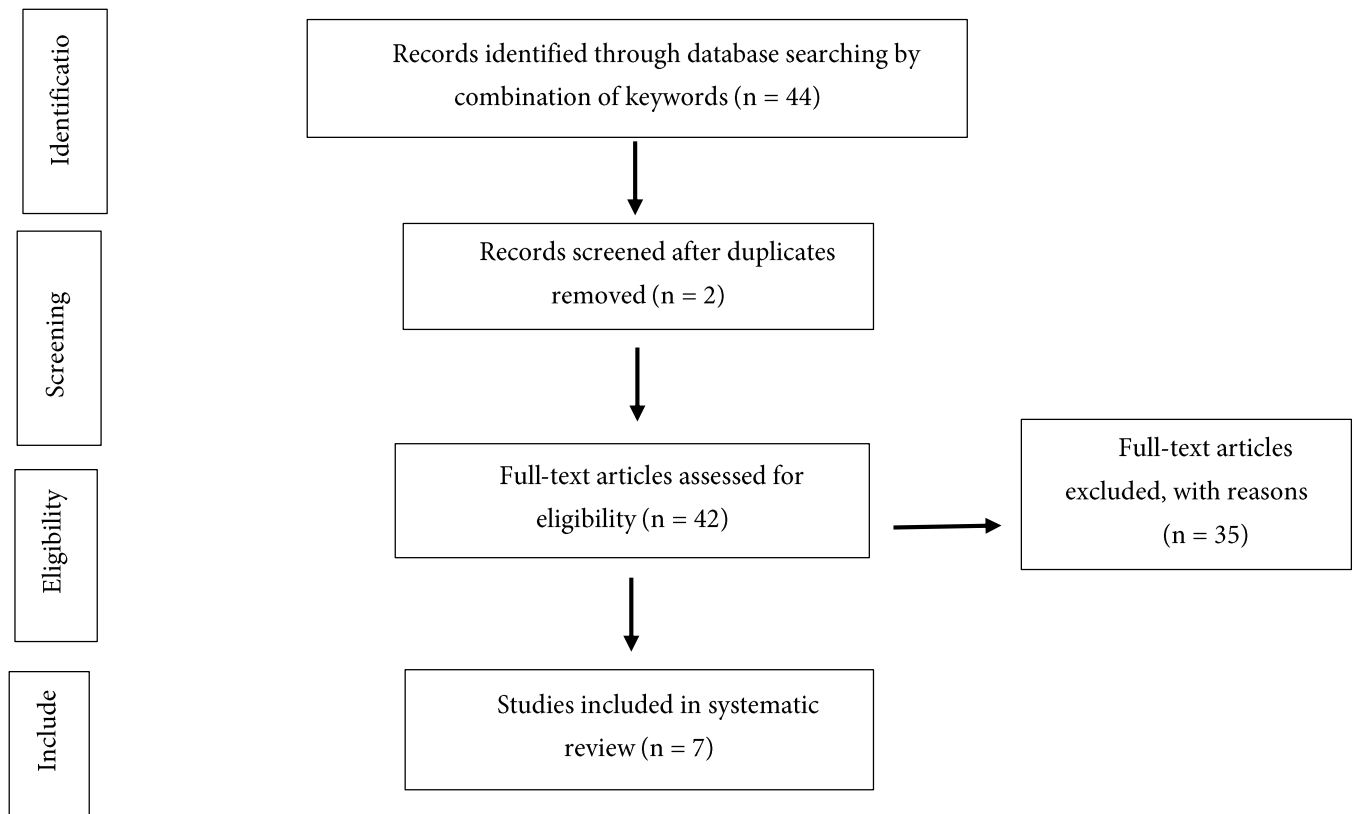 Identificatio
Records identified through database searching by
combination of keywords (n = 44)
Screening
Records screened after duplicates
removed (n = 2)
Eligibility
Full-text articles assessed for
eligibility (n = 42)
Full-text articles
excluded, with reasons
(n = 35)
Include
Studies included in systematic
review (n = 7)